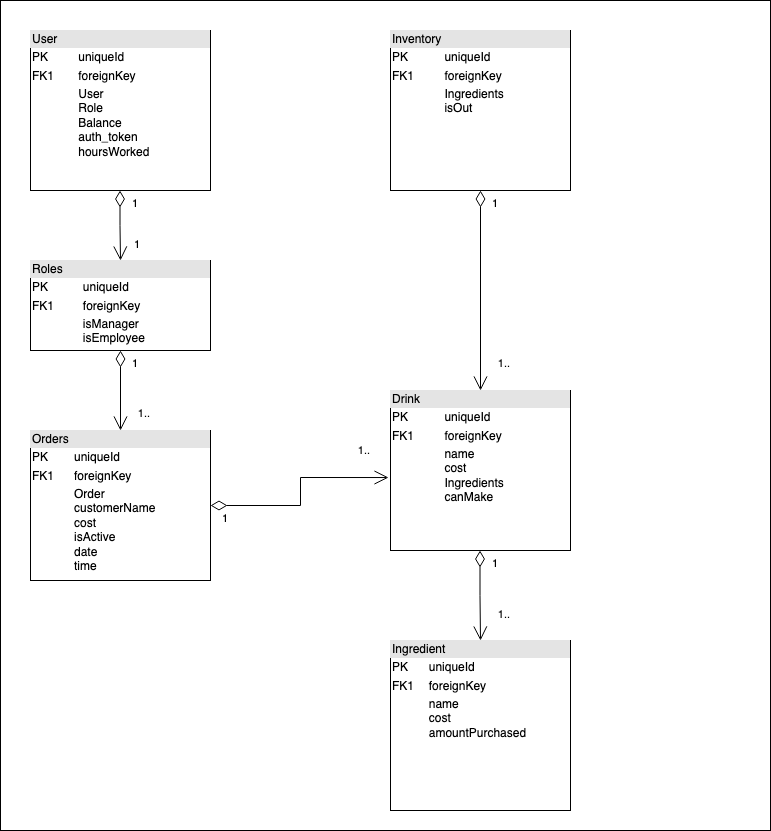 User
PK uniqueId
FK1 foreignKey
User
Role
Balance
auth_token
hoursWorked
1
1
Roles
PK uniqueId
FK1 foreignKey
isManager
isEmployee
1
1..
Orders
PK uniqueId
FK1 foreignKey
Order
customerName
cost
isActive
date
time
1
1..
Inventory
PK uniqueId
FK1 foreignKey
Ingredients
isOut
1
1..
Drink
PK uniqueId
FK1 foreignKey
name
cost
Ingredients
canMake
1
1..
Ingredient
PK uniqueId
FK1 foreignKey
name
cost
amountPurchased